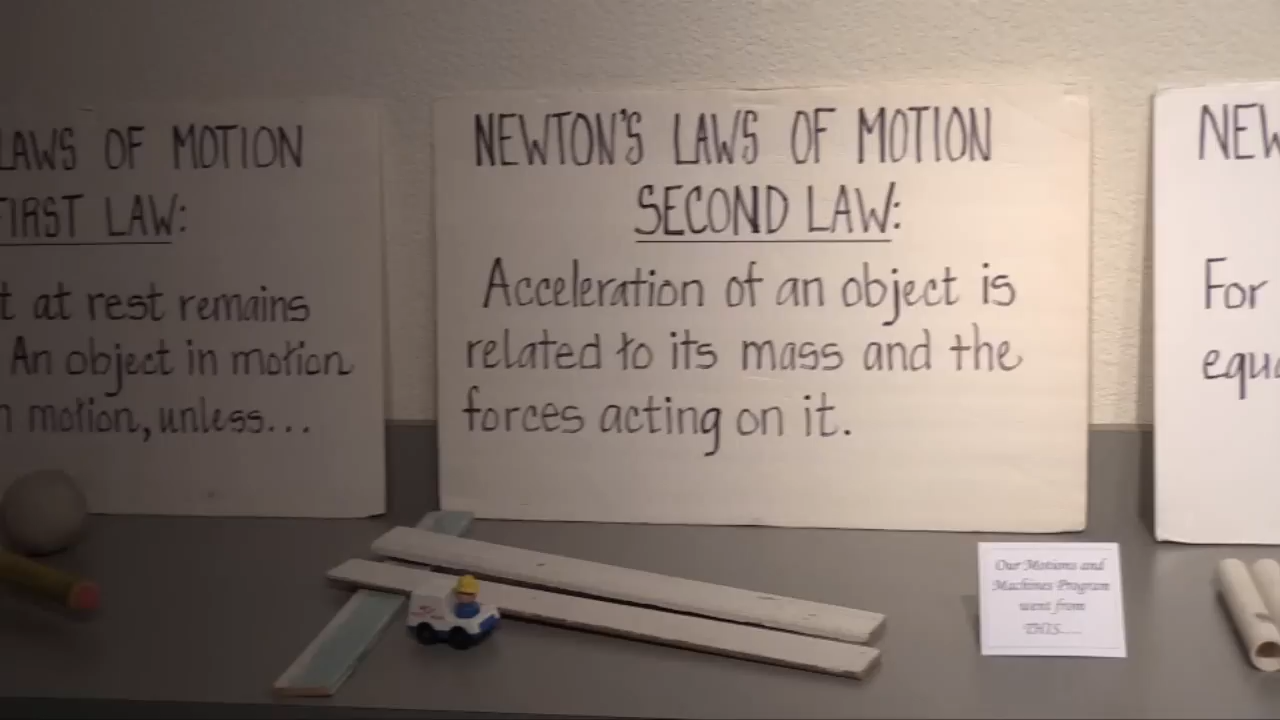 LAWS OF MOTION
FIRST LAW:
at rest remains
An object in motion
motion, unless...
NEWTON'S LAWS OF MOTION
SECOND LAW:
Acceleration of an object is
related to its mass and the
forces acting on it.
Our Motions and
Machines Program
went from
THIS....
NEW
For
equa